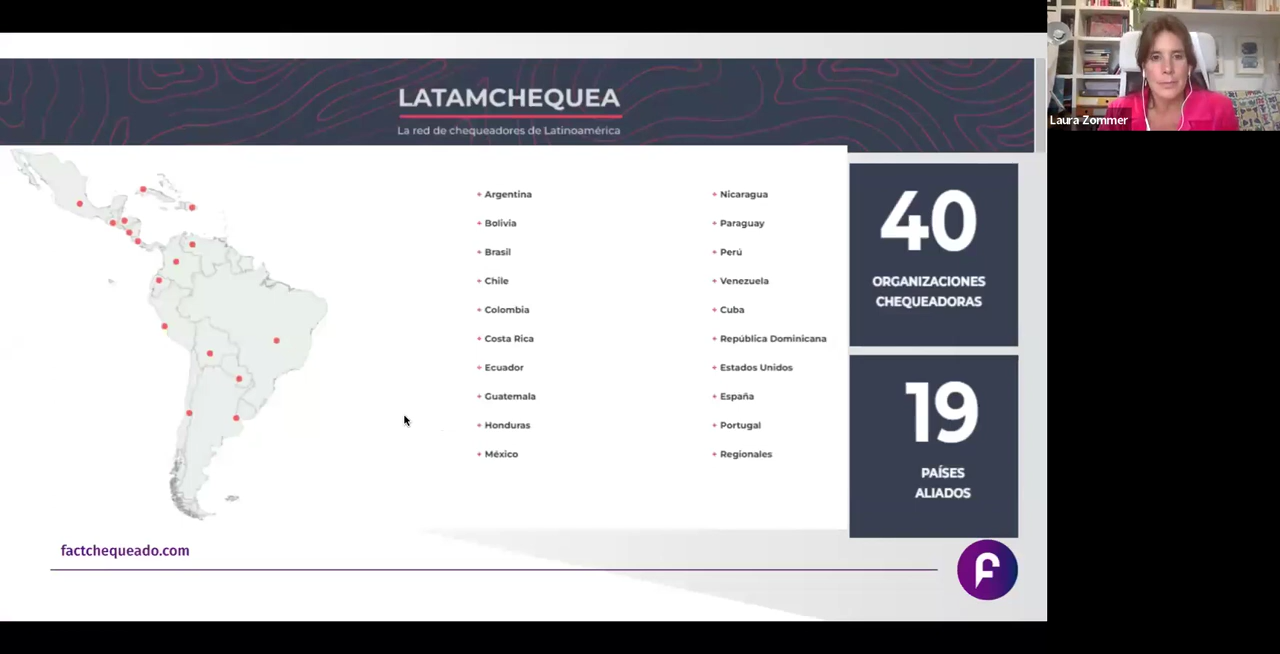 LATAMCHEQUEA
La red de chequeadores de Latinoamérica
Laura Zommer
+ Argentina
+ Bolivia
+ Brasil
+ Chile
+ Colombia
+ Costa Rica
+ Ecuador
+ Guatemala
+ Honduras
+ México
+ Nicaragua
+ Paraguay
+ Perú
+ Venezuela
+ Cuba
+ República Dominicana
+ Estados Unidos
+ España
+ Portugal
+ Regionales
40
ORGANIZACIONES
CHEQUEADORAS
19
PAÍSES
ALIADOS
factchequeado.com